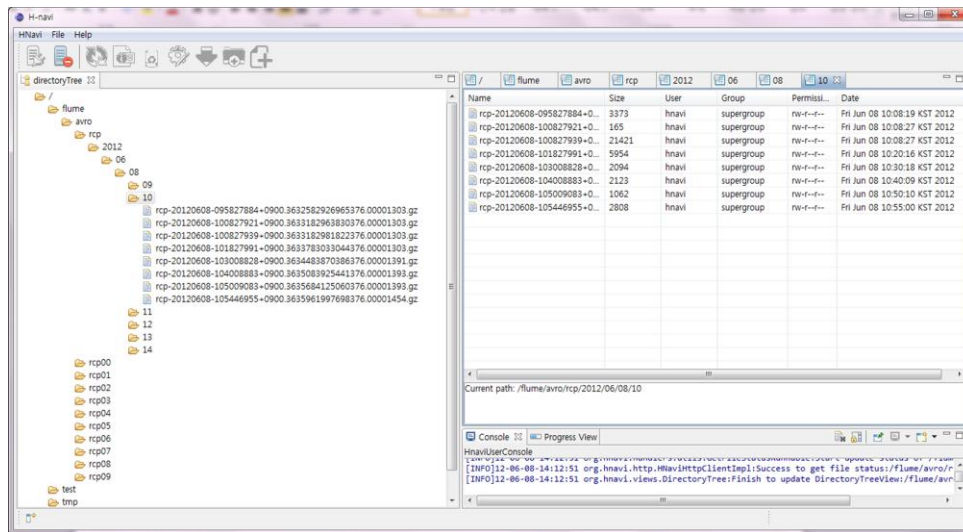 H-navi
HNavi File Help
directoryTree
/
flume
avro
rcp
2012
06
08
09
10
rcp-20120608-095827884+0900.3632582926965376.00001303.gz
rcp-20120608-100827921+0900.3633182963830376.00001303.gz
rcp-20120608-100827939+0900.3633182981822376.00001303.gz
rcp-20120608-101827991+0900.3633783033044376.00001303.gz
rcp-20120608-103008828+0900.3634483870386376.00001391.gz
rcp-20120608-104008883+0900.3635083925441376.00001393.gz
rcp-20120608-105009083+0900.3635684125060376.00001393.gz
rcp-20120608-105446955+0900.3635961997698376.00001454.gz
11
12
13
14
rcp00
rcp01
rcp02
rcp03
rcp04
rcp05
rcp06
rcp07
rcp08
rcp09
test
tmp
/ flume avro rcp 2012 06 08 10
Name Size User Group Permissi... Date
rcp-20120608-095827884+0... 3373 hnavi supergroup rw-r--r-- Fri Jun 08 10:08:19 KST 2012
rcp-20120608-100827921+0... 165 hnavi supergroup rw-r--r-- Fri Jun 08 10:08:27 KST 2012
rcp-20120608-100827939+0... 21421 hnavi supergroup rw-r--r-- Fri Jun 08 10:08:27 KST 2012
rcp-20120608-101827991+0... 5954 hnavi supergroup rw-r--r-- Fri Jun 08 10:20:16 KST 2012
rcp-20120608-103008828+0... 2094 hnavi supergroup rw-r--r-- Fri Jun 08 10:30:18 KST 2012
rcp-20120608-104008883+0... 2123 hnavi supergroup rw-r--r-- Fri Jun 08 10:40:09 KST 2012
rcp-20120608-105009083+0... 1062 hnavi supergroup rw-r--r-- Fri Jun 08 10:50:10 KST 2012
rcp-20120608-105446955+0... 2808 hnavi supergroup rw-r--r-- Fri Jun 08 10:55:00 KST 2012
Current path: /flume/avro/rcp/2012/06/08/10
Console Progress View
HnaviUserConsole
[INFO]12-06-08-14:12:51 org.hnavi.http.HNaviHttpClientImpl:Success to get file status:/flume/avro/r
[INFO]12-06-08-14:12:51 org.hnavi.views.DirectoryTree:Finish to update DirectoryTreeView:/flume/avr